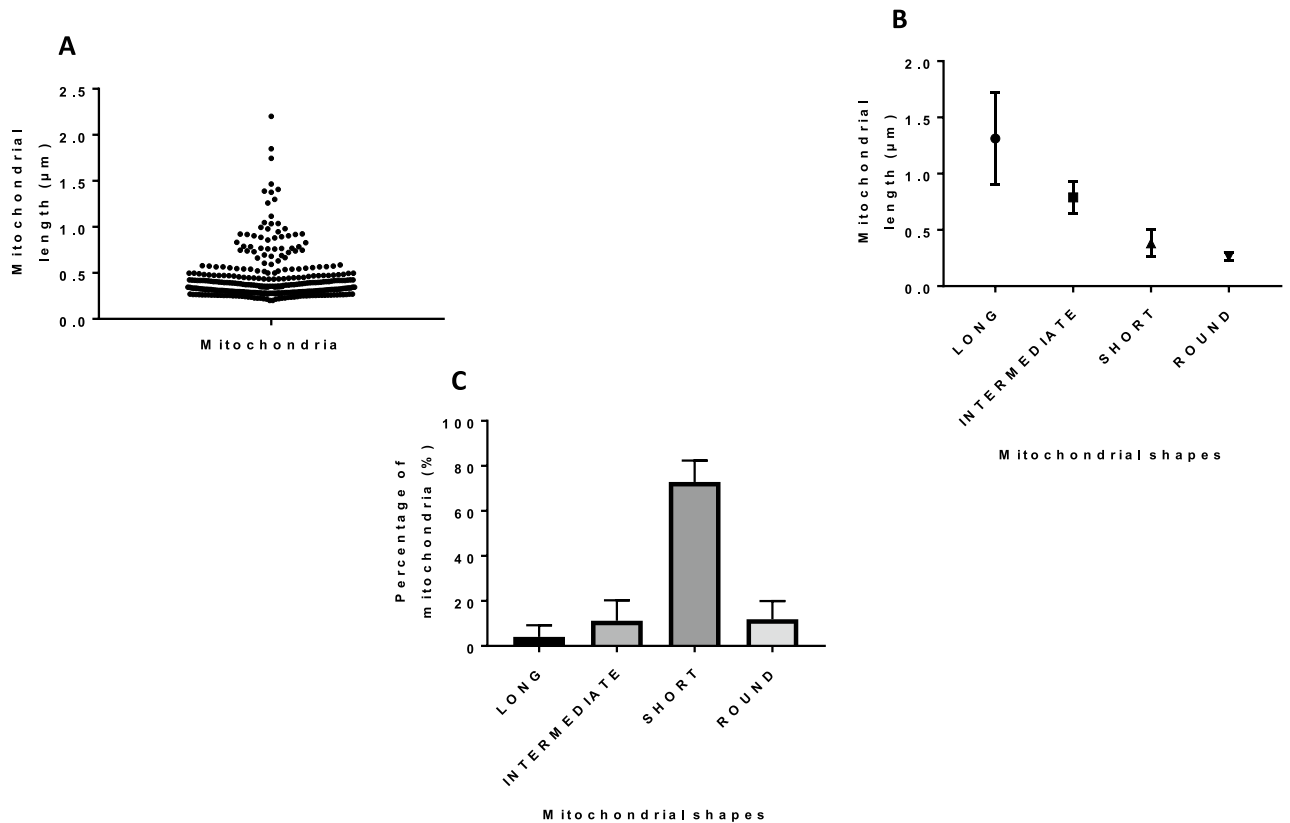 A
Mitochondrial
length (µm)
2.5
2.0
1.5
1.0
0.5
0.0
Mitochondria
B
Mitochondrial
length (µm)
2.0
1.5
1.0
0.5
0.0
LONG
INTERMEDIATE
SHORT
ROUND
Mitochondrial shapes
C
Percentage of
mitochondria (%)
100
80
60
40
20
0
LONG
INTERMEDIATE
SHORT
ROUND
Mitochondrial shapes